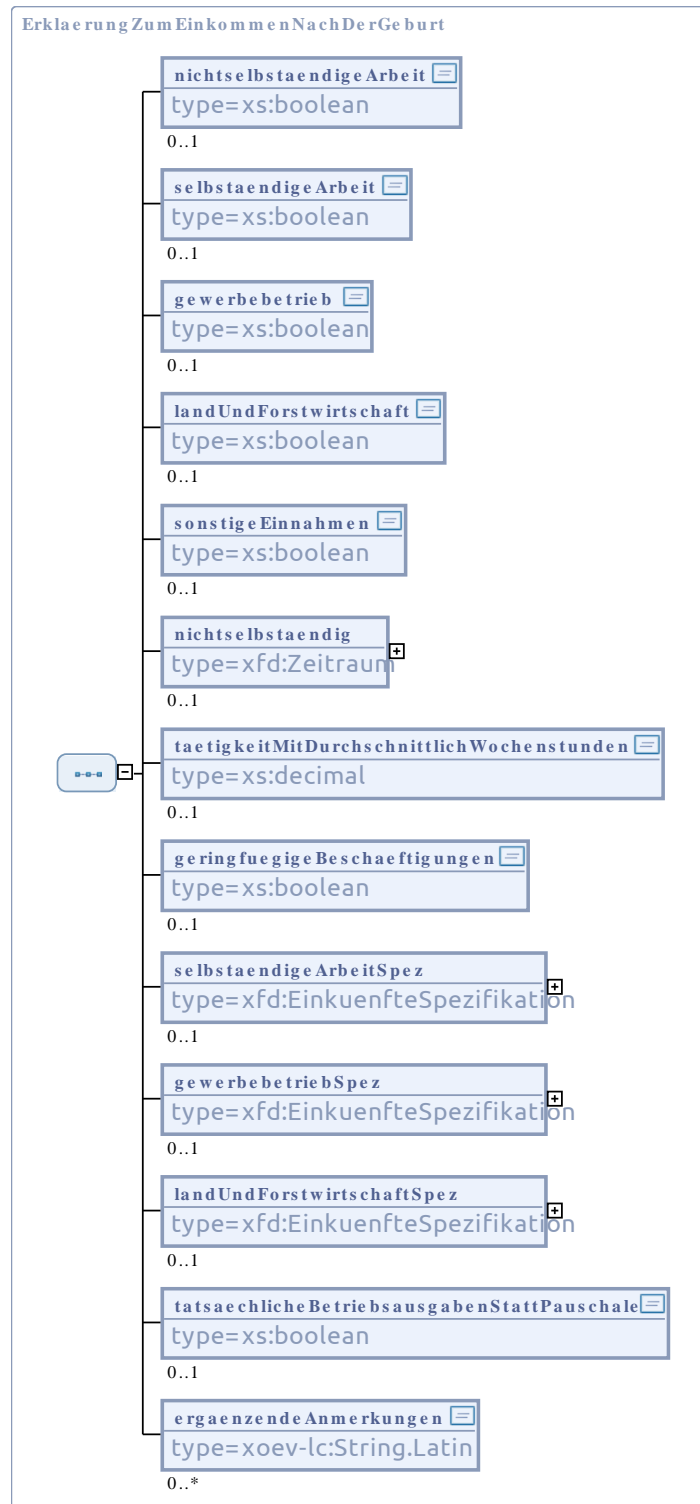 ErklaerungZumEinkommenNachDerGeburt
nichtselbstaendigeArbeit
type=xs:boolean
0..1
selbstaendigeArbeit
type=xs:boolean
0..1
gewerbebetrieb
type=xs:boolean
0..1
landUndForstwirtschaft
type=xs:boolean
0..1
sonstigeEinnahmen
type=xs:boolean
0..1
nichtselbstaendig
type=xfd:Zeitraum
0..1
taetigkeitMitDurchschnittlichWochenstunden
type=xs:decimal
0..1
geringfuegigeBeschaeftigungen
type=xs:boolean
0..1
selbstaendigeArbeitSpez
type=xfd:EinkuenfteSpezifikation
0..1
gewerbebetriebSpez
type=xfd:EinkuenfteSpezifikation
0..1
landUndForstwirtschaftSpez
type=xfd:EinkuenfteSpezifikation
0..1
tatsaechlicheBetriebsausgabenStattPauschale
type=xs:boolean
0..1
ergaenzendeAnmerkungen
type=xoev-lc:String.Latin
0..*